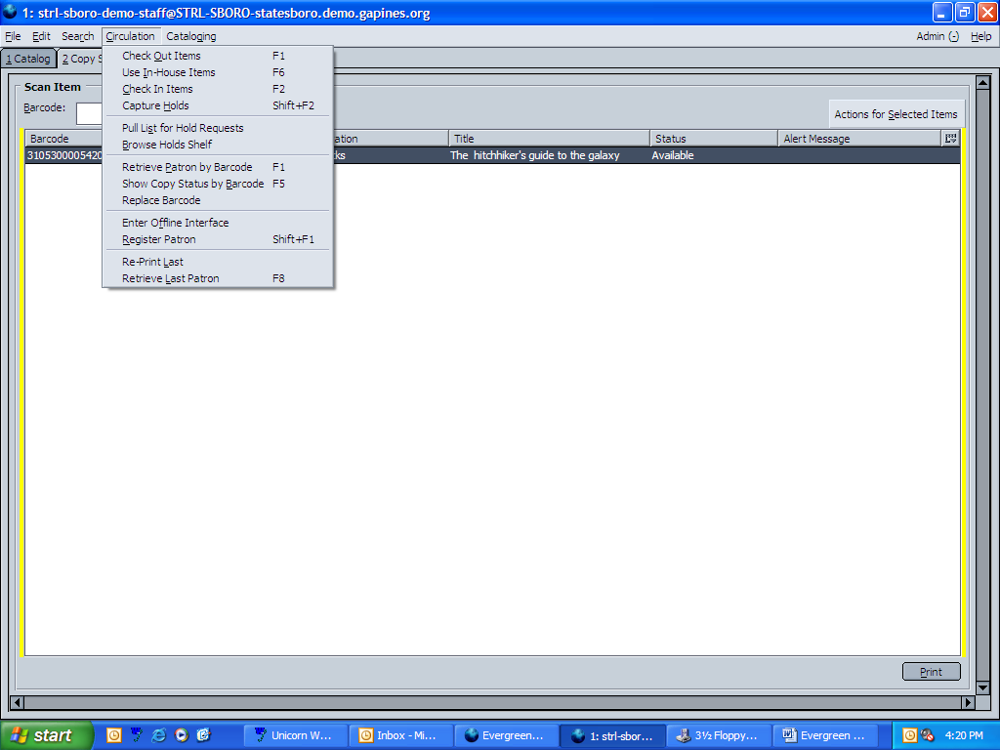 1: strl-sboro-demo-staff@STRL-SBORO-statesboro.demo.gapines.org
File Edit Search Circulation Cataloging Admin (-) Help
1 Catalog 2 Copy S
Check Out Items F1
Use In-House Items F6
Check In Items F2
Capture Holds Shift+F2
Pull List for Hold Requests
Browse Holds Shelf
Retrieve Patron by Barcode F1
Show Copy Status by Barcode F5
Replace Barcode
Enter Offline Interface
Register Patron Shift+F1
Re-Print Last
Retrieve Last Patron F8
Scan Item
Barcode:
Actions for Selected Items
Barcode ation Title Status Alert Message
3105300005420 cks The hitchhiker's guide to the galaxy Available
Print
start Unicorn W... Inbox - Mi... Evergreen... 1: strl-sbor... 3½ Floppy... Evergreen ... 4:20 PM